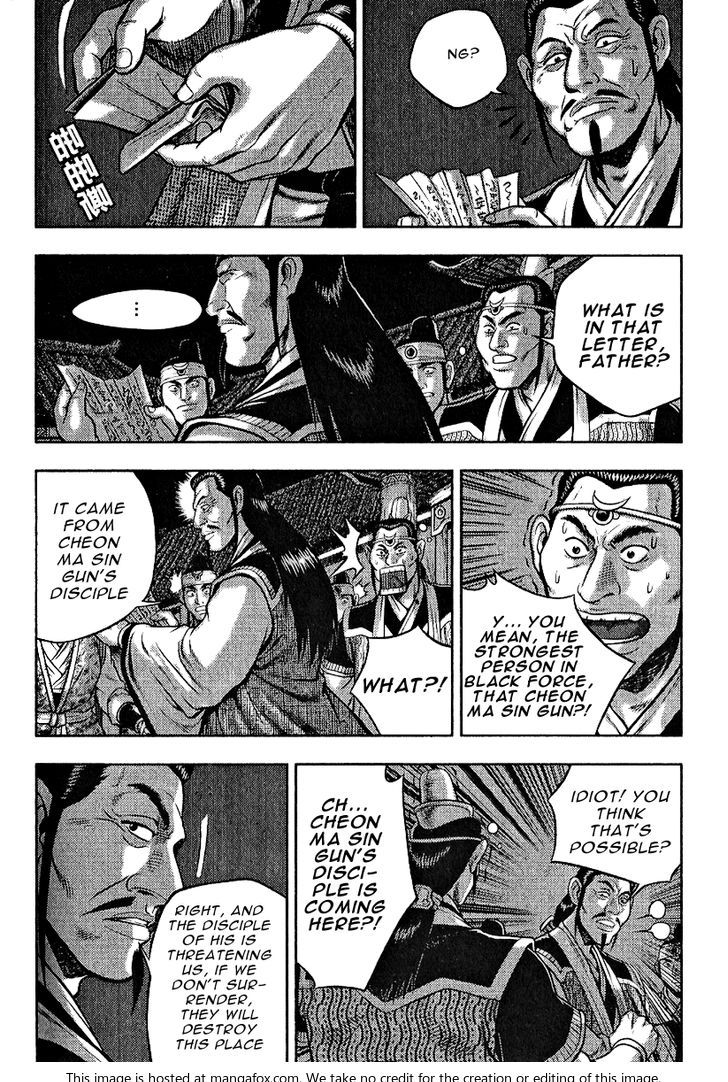 NG?
WHAT IS
IN THAT
LETTER,
FATHER?
...
IT CAME
FROM
CHEON
MA SIN
GUN'S
DISCIPLE
WHAT?!
Y... YOU
MEAN, THE
STRONGEST
PERSON IN
BLACK FORCE,
THAT CHEON
MA SIN GUN?!
RIGHT, AND
THE DISCIPLE
OF HIS IS
THREATENING
US, IF WE
DON'T SUR-
RENDER,
THEY WILL
DESTROY
THIS PLACE
CH...
CHEON
MA SIN
GUN'S
DISCI-
PLE IS
COMING
HERE?!
IDIOT! YOU
THINK
THAT'S
POSSIBLE?
This image is hosted at mangafox.com. We take no credit for the creation or editing of this image.